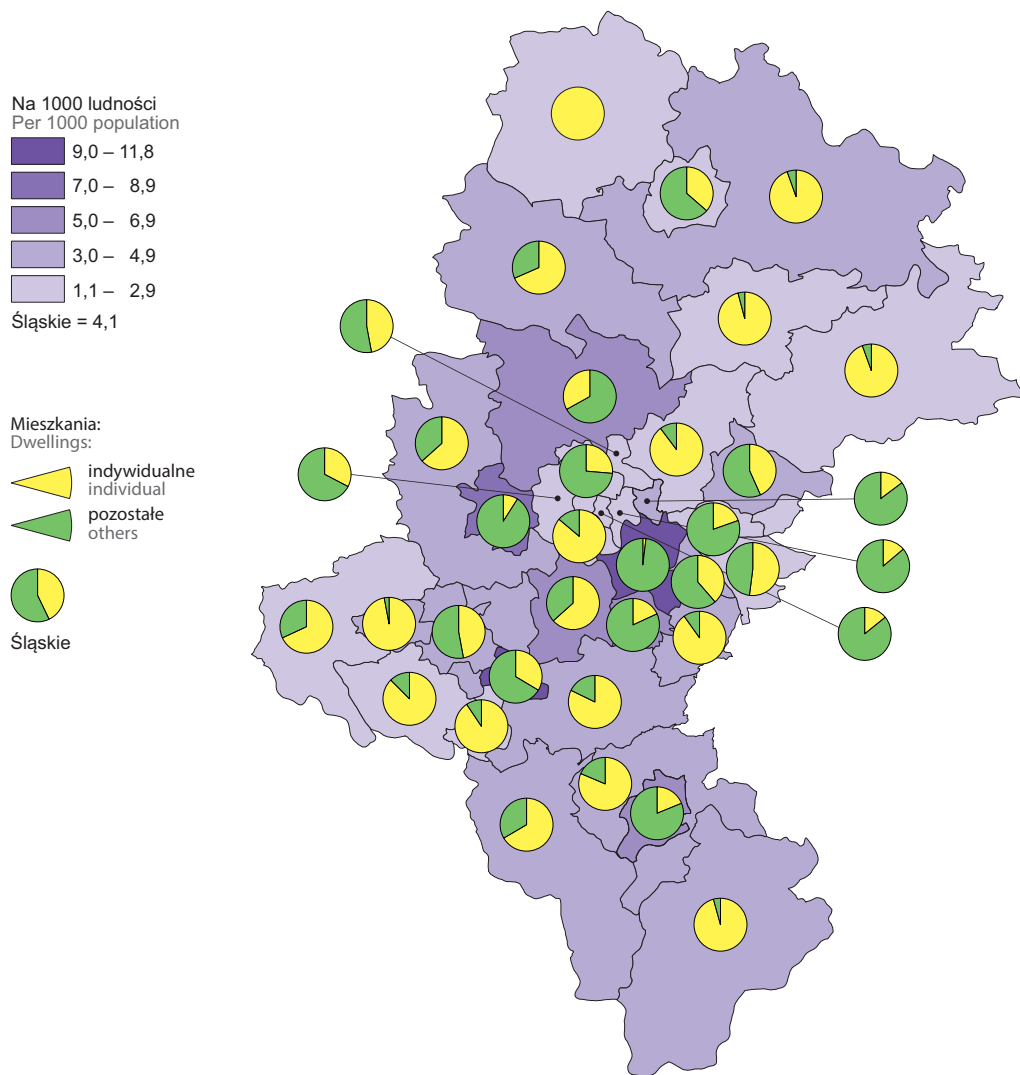 Na 1000 ludności
Per 1000 population
9,0 – 11,8
7,0 – 8,9
5,0 – 6,9
3,0 – 4,9
1,1 – 2,9
Śląskie = 4,1
Mieszkania:
Dwellings:
indywidualne
individual
pozostałe
others
Śląskie